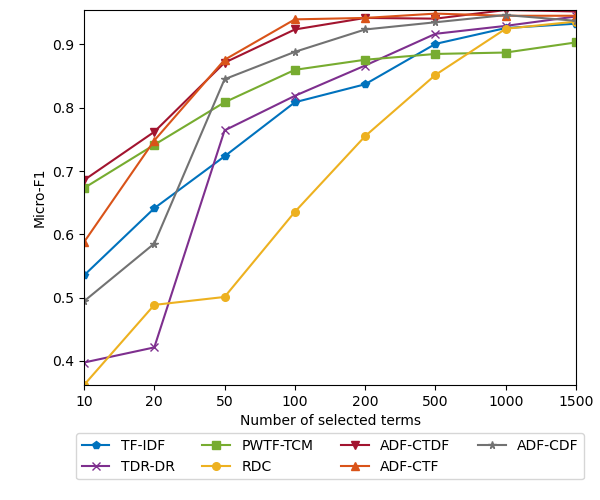 0.9
0.8
0.7
0.6
0.5
0.4
Micro-F1
10 20 50 100 200 500 1000 1500
Number of selected terms
TF-IDF PWTF-TCM ADF-CTDF ADF-CDF
TDR-DR RDC ADF-CTF